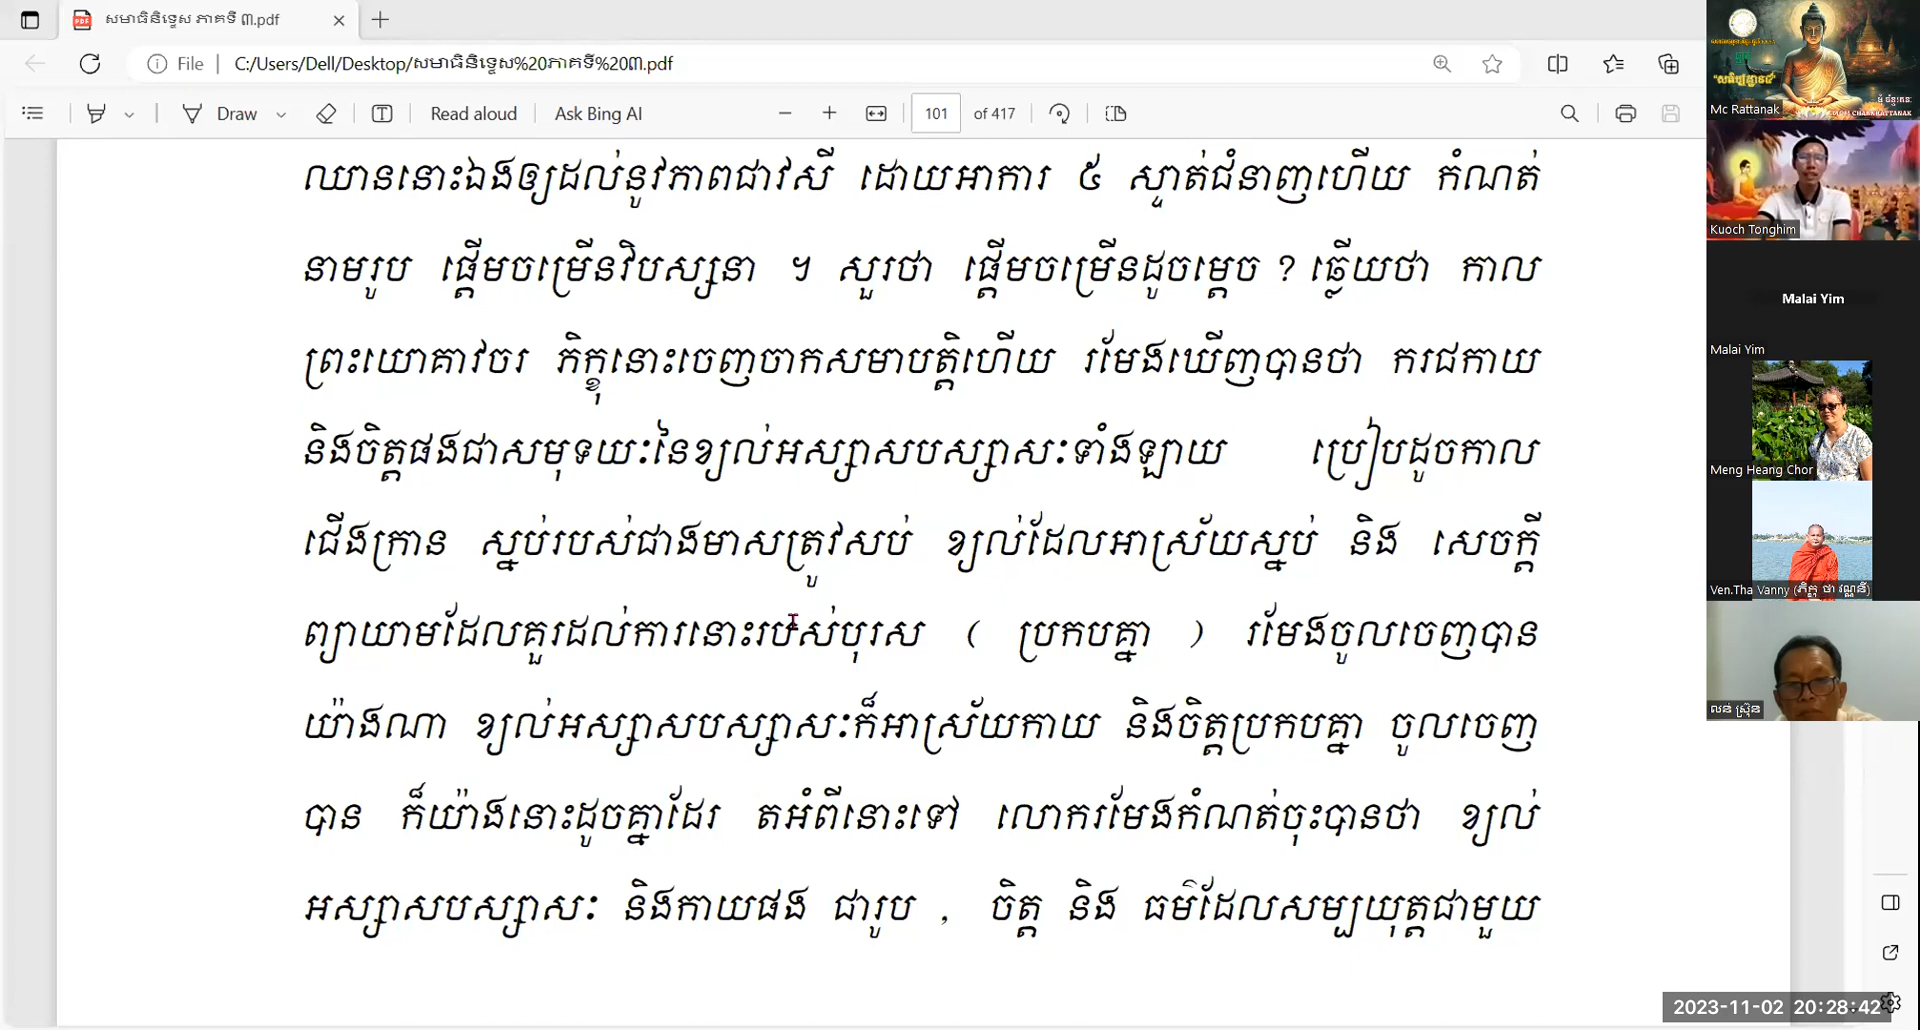 សមាធិនិទ្ទេស ភាគទី ៣.pdf
File
C:/Users/Dell/Desktop/សមាធិនិទ្ទេស%20ភាគទី%20៣.pdf
Draw
Read aloud
Ask Bing AI
101
of 417
ឈាននោះឯងឲ្យដល់នូវភាពជាវសី ដោយអាការ ៥ ស្ទាត់ជំនាញហើយ កំណត់
នាមរូប ផ្តើមចម្រើនវិបស្សនា ។ សួរថា ផ្តើមចម្រើនដូចម្តេច ? ឆ្លើយថា កាល
ព្រះយោគាវចរ ភិក្ខុនោះចេញចាកសមាបត្តិហើយ រមែងឃើញបានថា ករជកាយ
និងចិត្តផងជាសមុទយៈនៃខ្យល់អស្សាសបស្សាសៈទាំងឡាយ ប្រៀបដូចកាល
ជើងក្រាន ស្នប់របស់ជាងមាសត្រូវសប់ ខ្យល់ដែលអាស្រ័យស្នប់ និង សេចក្តី
ព្យាយាមដែលគួរដល់ការនោះរបស់បុរស ( ប្រកបគ្នា ) រមែងចូលចេញបាន
យ៉ាងណា ខ្យល់អស្សាសបស្សាសៈក៏អាស្រ័យកាយ និងចិត្តប្រកបគ្នា ចូលចេញ
បាន ក៏យ៉ាងនោះដូចគ្នាដែរ តអំពីនោះទៅ លោករមែងកំណត់ចុះបានថា ខ្យល់
អស្សាសបស្សាសៈ និងកាយផង ជារូប , ចិត្ត និង ធម៌ដែលសម្បយុត្តជាមួយ
Mc Rattanak
Kuoch Tonghim
Malai Yim
Malai Yim
Meng Heang Chor
Ven.Tha Vanny (ភិក្ខុ ថា វណ្ណនី)
លន់ ស្រ៊ុន
2023-11-02 20:28:42